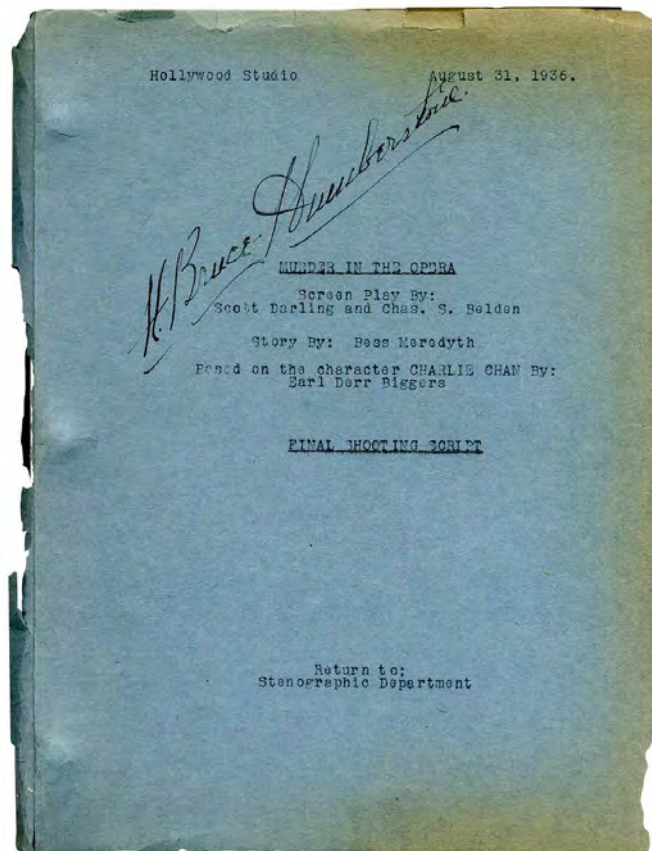 Hollywood Studio August 31, 1936.
H. Bruce Humberstone.
MURDER IN THE OPERA
Screen Play By:
Scott Darling and Chas. S. Belden
Story By: Bess Meredyth
Based on the character CHARLIE CHAN By:
Earl Derr Biggers
FINAL SHOOTING SCRIPT
Return to:
Stenographic Department